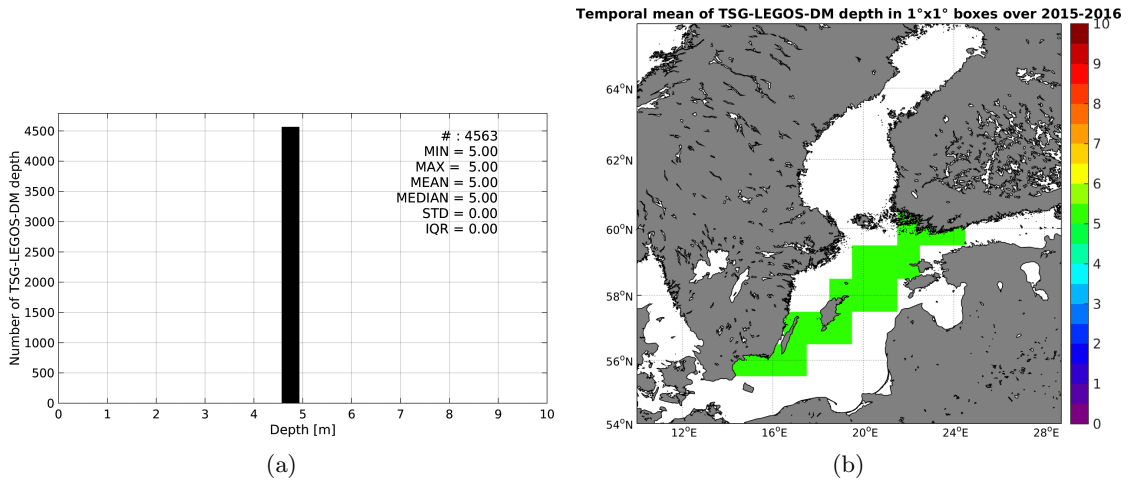 Temporal mean of TSG-LEGOS-DM depth in 1°x1° boxes over 2015-2016
Number of TSG-LEGOS-DM depth
4500
4000
3500
3000
2500
2000
1500
1000
500
0
# : 4563
MIN = 5.00
MAX = 5.00
MEAN = 5.00
MEDIAN = 5.00
STD = 0.00
IQR = 0.00
0 1 2 3 4 5 6 7 8 9 10
Depth [m]
(a)
64°N
62°N
60°N
58°N
56°N
54°N
12°E 16°E 20°E 24°E 28°E
10
9
8
7
6
5
4
3
2
1
0
(b)